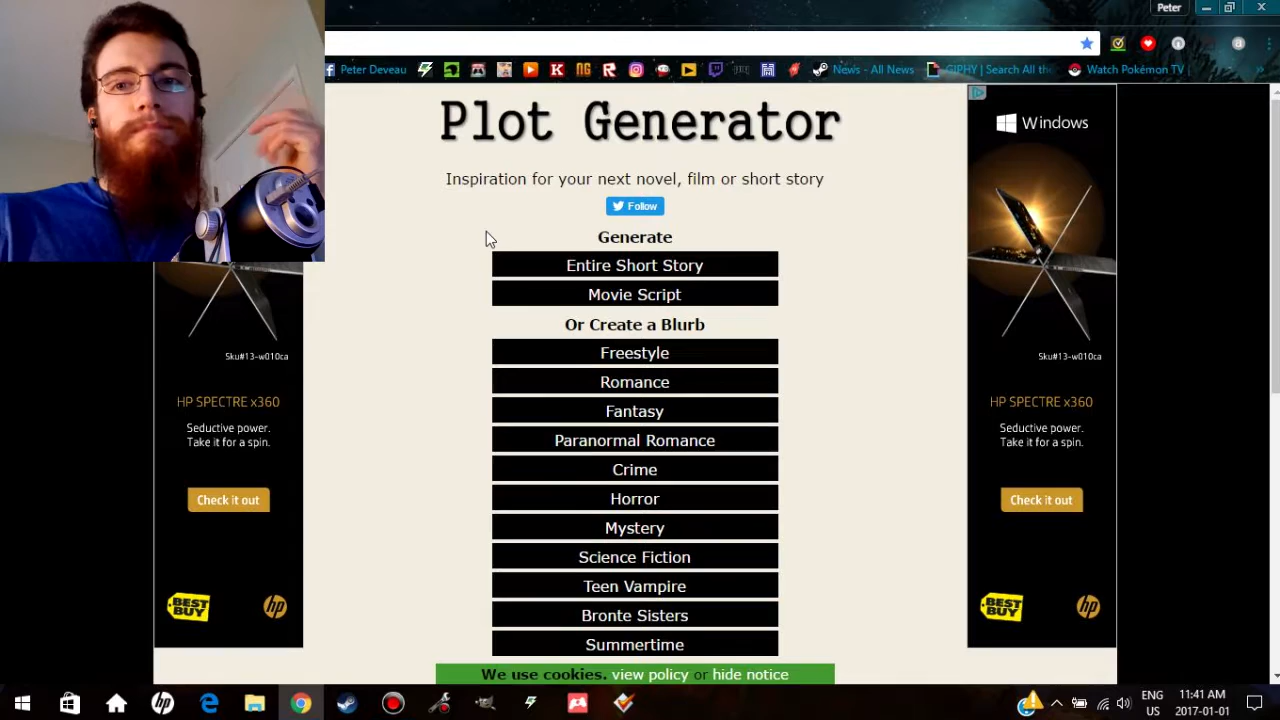 Peter
Peter Deveau
News - All News
GIPHY | Search All the
Watch Pokémon TV
Plot Generator
Inspiration for your next novel, film or short story
Follow
Generate
Entire Short Story
Movie Script
Or Create a Blurb
Freestyle
Romance
Fantasy
Paranormal Romance
Crime
Horror
Mystery
Science Fiction
Teen Vampire
Bronte Sisters
Summertime
We use cookies. view policy or hide notice
Sku#13-w010ca
HP SPECTRE x360
Seductive power.
Take it for a spin.
Check it out
BEST BUY
hp
Windows
Sku#13-w010ca
HP SPECTRE x360
Seductive power.
Take it for a spin.
Check it out
BEST BUY
hp
ENG
US
11:41 AM
2017-01-01